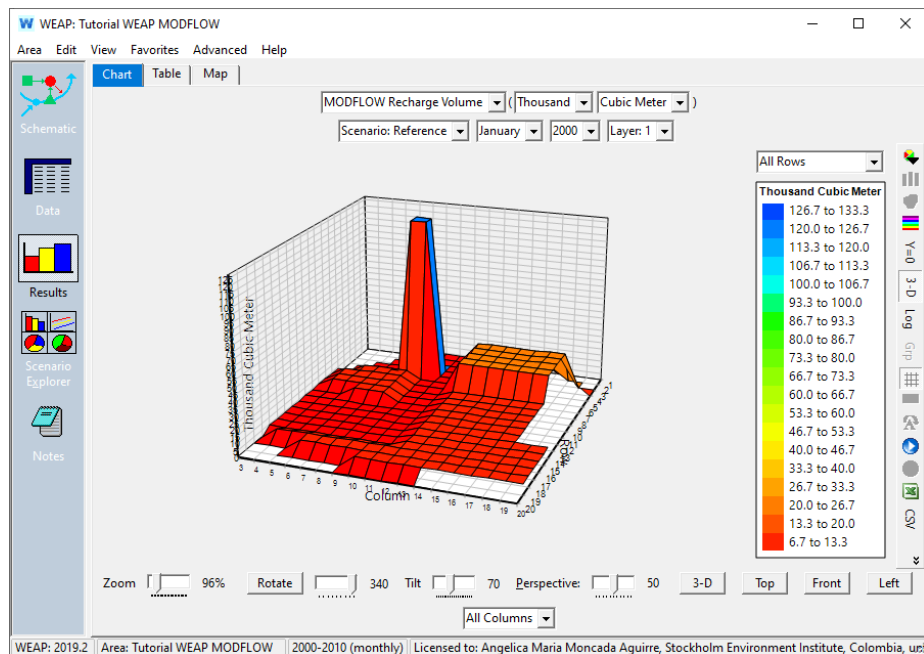 WEAP: Tutorial WEAP MODFLOW
Area Edit View Favorites Advanced Help
Chart Table Map
MODFLOW Recharge Volume ( Thousand Cubic Meter )
Scenario: Reference January 2000 Layer: 1
Schematic
Data
Results
Scenario
Explorer
Notes
All Rows
Thousand Cubic Meter
126.7 to 133.3
120.0 to 126.7
113.3 to 120.0
106.7 to 113.3
100.0 to 106.7
93.3 to 100.0
86.7 to 93.3
80.0 to 86.7
73.3 to 80.0
66.7 to 73.3
60.0 to 66.7
53.3 to 60.0
46.7 to 53.3
40.0 to 46.7
33.3 to 40.0
26.7 to 33.3
20.0 to 26.7
13.3 to 20.0
6.7 to 13.3
Y=0
3-D
Log
Grp
CSV
Thousand Cubic Meter
3 4 5 6 7 8 9 10 11 12 13 14 15 16 17 18 19 20
Column
Zoom 96% Rotate 340 Tilt 70 Perspective: 50 3-D Top Front Left
All Columns
WEAP: 2019.2 Area: Tutorial WEAP MODFLOW 2000-2010 (monthly) Licensed to: Angelica Maria Moncada Aguirre, Stockholm Environment Institute, Colombia,